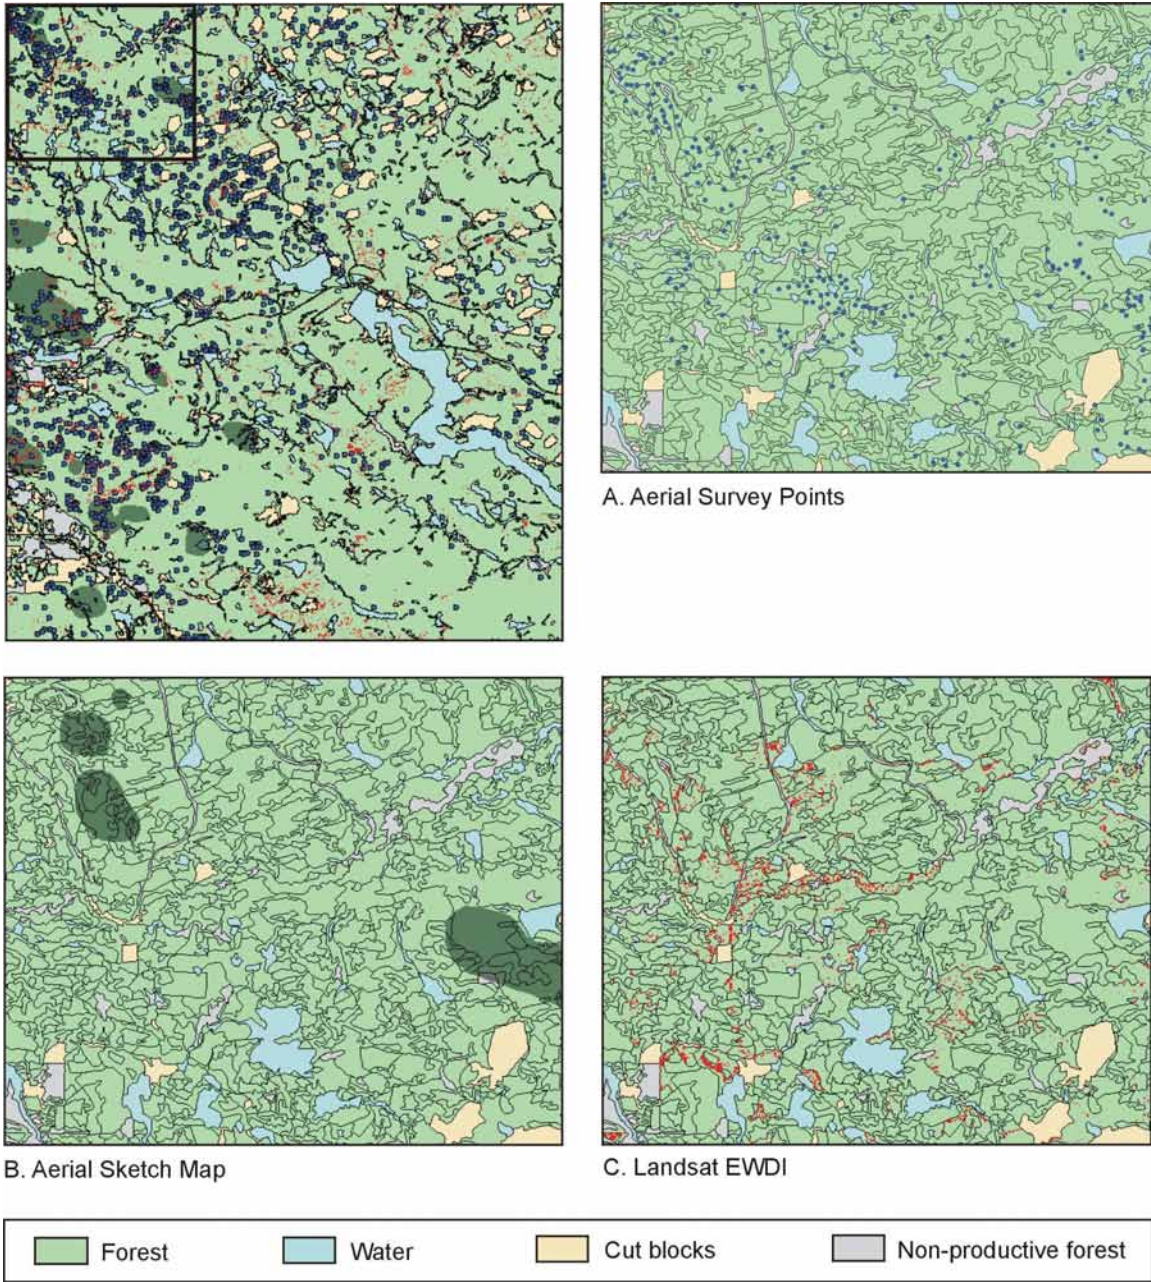 A. Aerial Survey Points
B. Aerial Sketch Map
C. Landsat EWDI
Forest
Water
Cut blocks
Non-productive forest